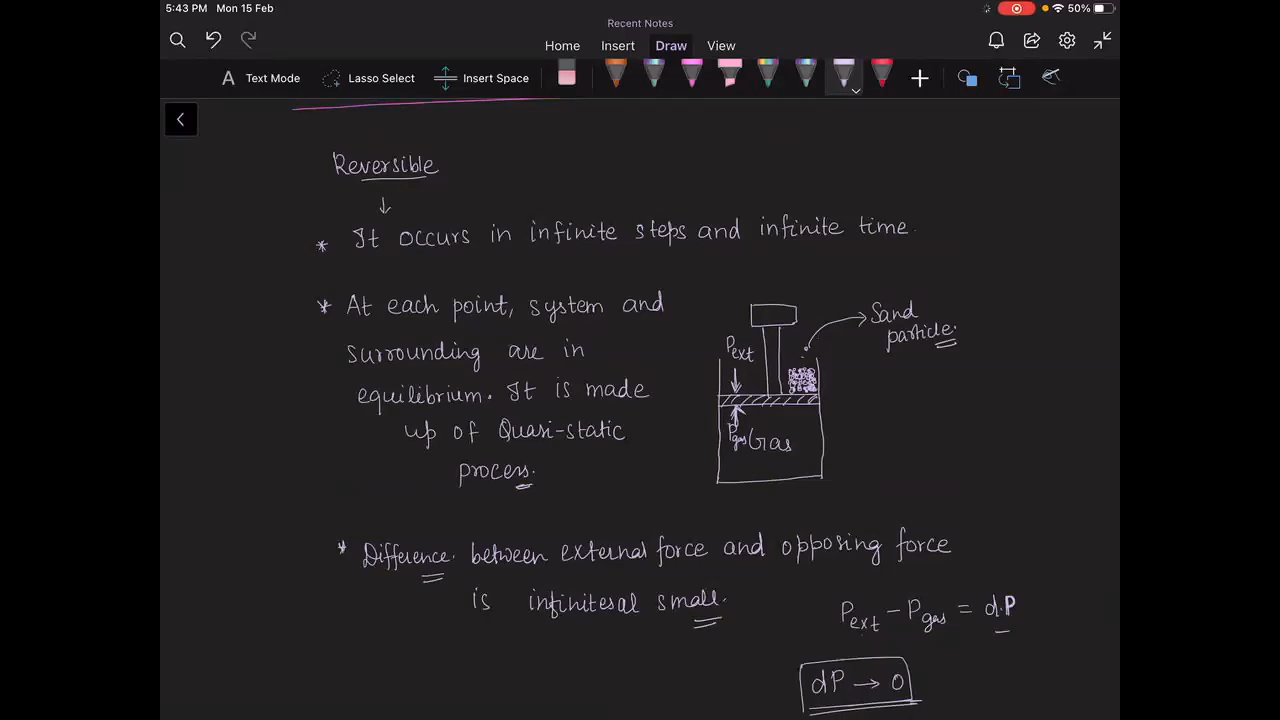 5:43 PM Mon 15 Feb
50%
Recent Notes
Home Insert Draw View
A Text Mode Lasso Select Insert Space
Reversible
↓
* It occurs in infinite steps and infinite time.
* At each point, system and
surrounding are in
equilibrium. It is made
up of Quasi-static
process.
Sand
particle.
Pext
Pgas Gas
* Difference between external force and opposing force
is infinitesal small.
Pext - Pgas = dP
dP → 0